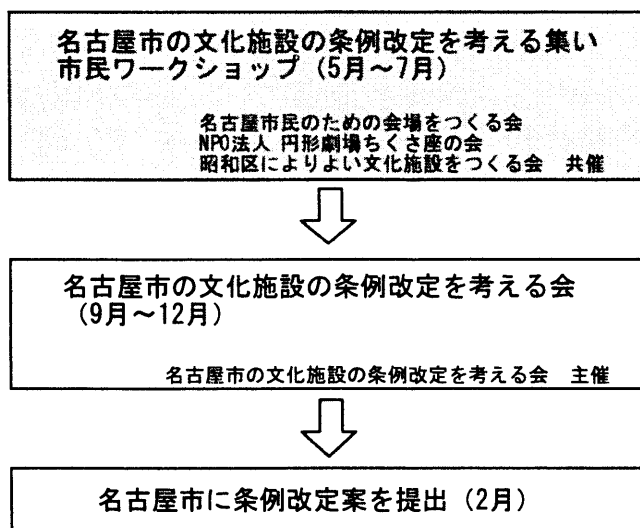 名古屋市の文化施設の条例改定を考える集い
市民ワークショップ（5月～7月）
名古屋市民のための会場をつくる会
NPO法人 円形劇場ちくさ座の会
昭和区によりよい文化施設をつくる会　共催
名古屋市の文化施設の条例改定を考える会
（9月～12月）
名古屋市の文化施設の条例改定を考える会　主催
名古屋市に条例改定案を提出（2月）